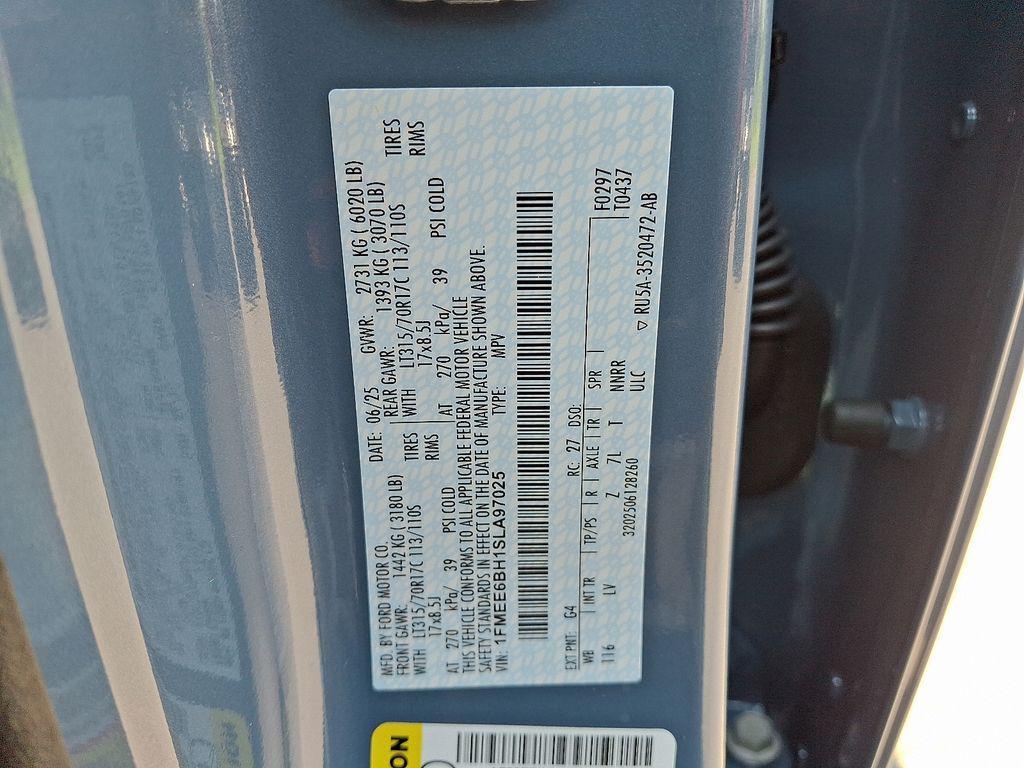 MFD. BY FORD MOTOR CO. DATE: 06/25 GVWR: 2731 KG ( 6020 LB)
FRONT GAWR: 1442 KG ( 3180 LB) REAR GAWR: 1393 KG ( 3070 LB)
WITH LT315/70R17C 113/110S TIRES WITH LT315/70R17C 113/110S TIRES
17x8.5J RIMS 17x8.5J RIMS
AT 270 kPa/ 39 PSI COLD AT 270 kPa/ 39 PSI COLD
THIS VEHICLE CONFORMS TO ALL APPLICABLE FEDERAL MOTOR VEHICLE
SAFETY STANDARDS IN EFFECT ON THE DATE OF MANUFACTURE SHOWN ABOVE.
VIN: 1FMEE6BH1SLA97025 TYPE: MPV
EXT PNT: G4 RC: 27 DSO: F0297
WB INT TR TP/PS R AXLE TR SPR T0437
116 LV Z 7L T NNRR
3202506128260 ULC
▽ RU5A-3520472-AB